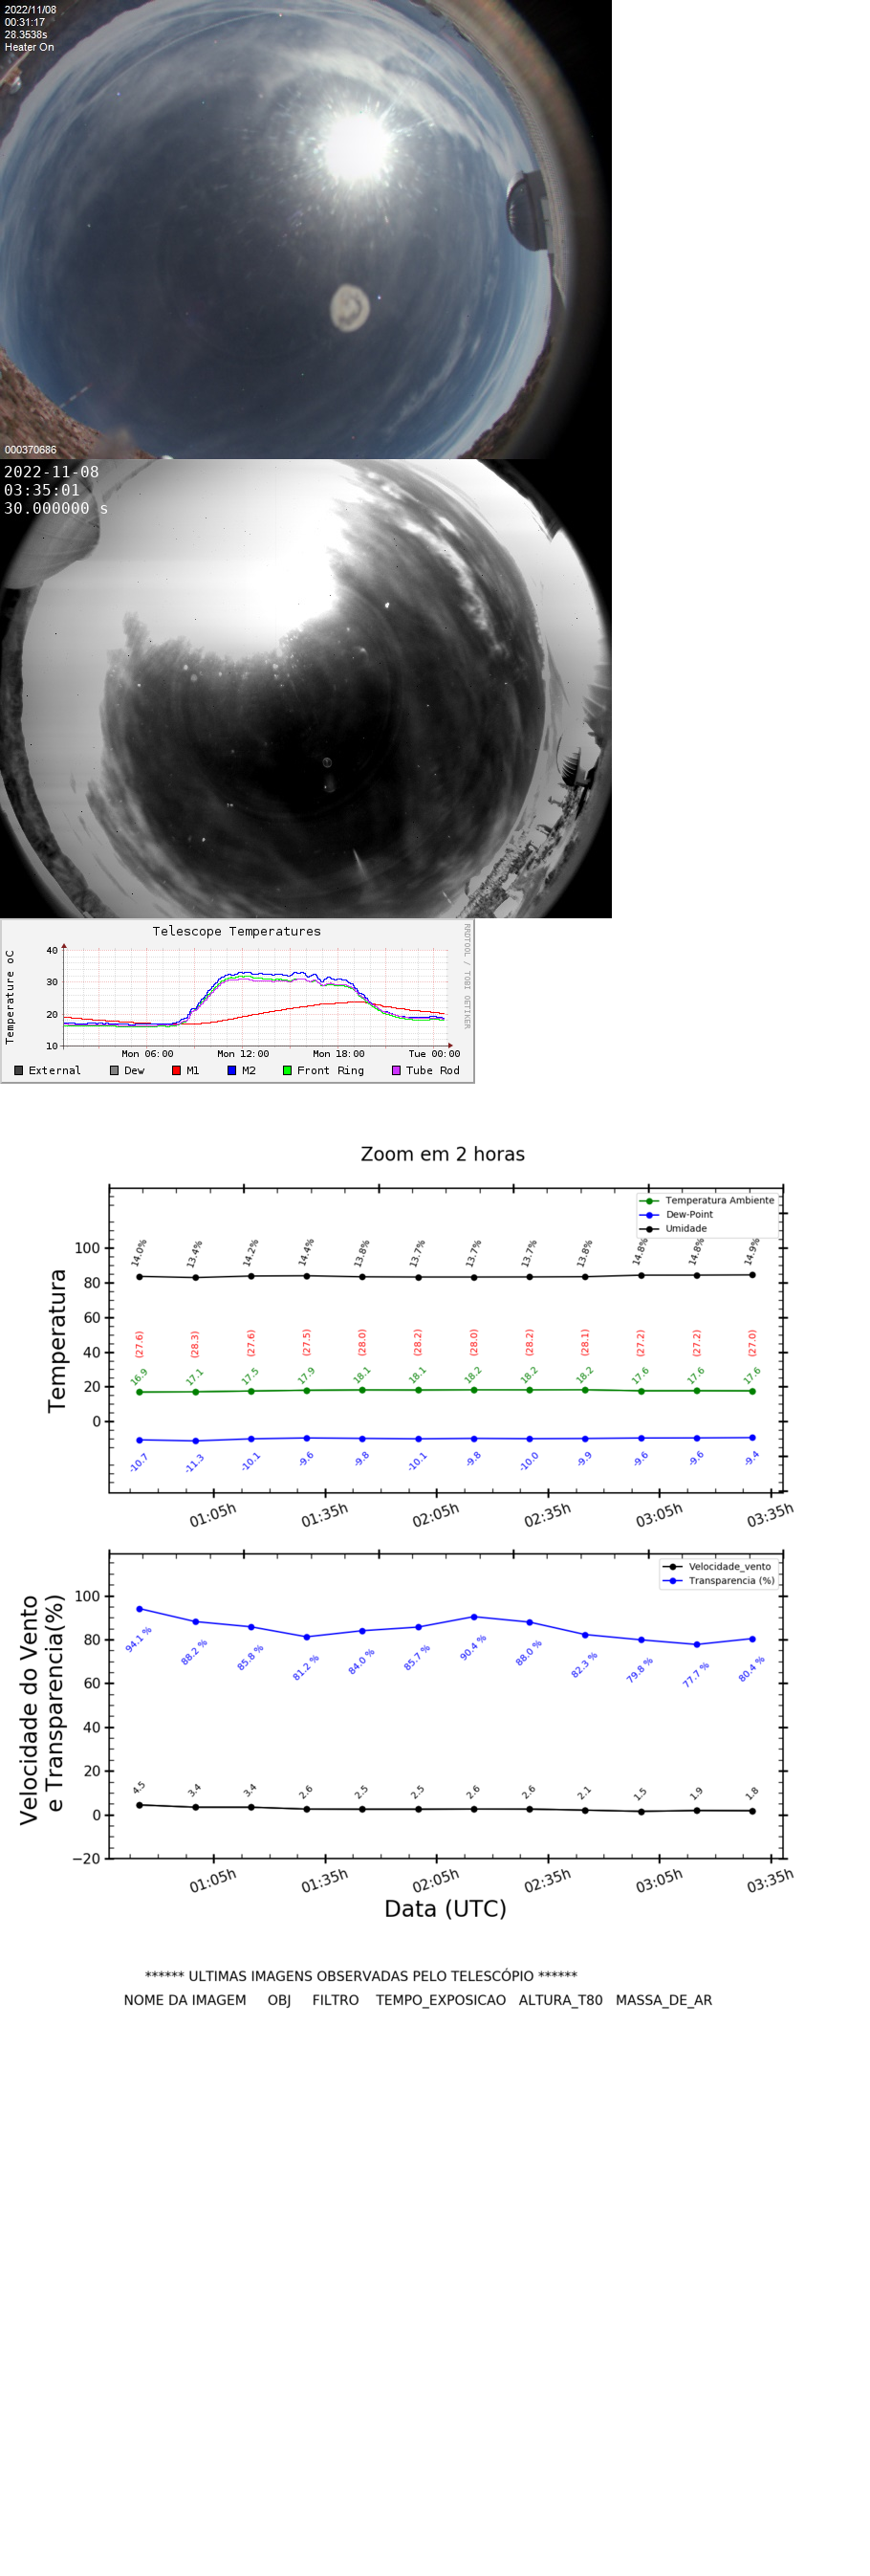 2022/11/08
00:31:17
28.3538s
Heater On
000370686
2022-11-08
03:35:01
30.000000 s
Telescope Temperatures
RRDTOOL / TOBI OETIKER
Temperature oC
40
30
20
10
Mon 06:00 Mon 12:00 Mon 18:00 Tue 00:00
External Dew M1 M2 Front Ring Tube Rod
Zoom em 2 horas
Temperatura Ambiente
Dew-Point
Umidade
Temperatura
100
80
60
40
20
0
14.0% 13.4% 14.2% 14.4% 13.8% 13.7% 13.7% 13.7% 13.8% 14.8% 14.8% 14.9%
(27.6) (28.3) (27.6) (27.5) (28.0) (28.2) (28.0) (28.2) (28.1) (27.2) (27.2) (27.0)
16.9 17.1 17.5 17.9 18.1 18.1 18.2 18.2 18.2 17.6 17.6 17.6
-10.7 -11.3 -10.1 -9.6 -9.8 -10.1 -9.8 -10.0 -9.9 -9.6 -9.6 -9.4
01:05h 01:35h 02:05h 02:35h 03:05h 03:35h
Velocidade_vento
Transparencia (%)
Velocidade do Vento
e Transparencia(%)
100
80
60
40
20
0
−20
94.1 % 88.2 % 85.8 % 81.2 % 84.0 % 85.7 % 90.4 % 88.0 % 82.3 % 79.8 % 77.7 % 80.4 %
4.5 3.4 3.4 2.6 2.5 2.5 2.6 2.6 2.1 1.5 1.9 1.8
01:05h 01:35h 02:05h 02:35h 03:05h 03:35h
Data (UTC)
****** ULTIMAS IMAGENS OBSERVADAS PELO TELESCÓPIO ******
NOME DA IMAGEM OBJ FILTRO TEMPO_EXPOSICAO ALTURA_T80 MASSA_DE_AR